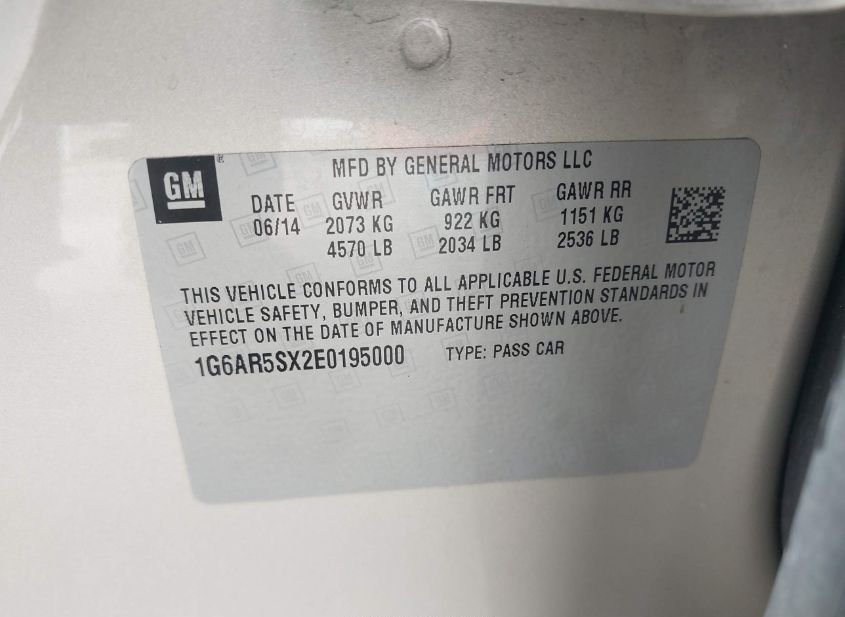 GM
MFD BY GENERAL MOTORS LLC
DATE GVWR GAWR FRT GAWR RR
06/14 2073 KG 922 KG 1151 KG
4570 LB 2034 LB 2536 LB
THIS VEHICLE CONFORMS TO ALL APPLICABLE U.S. FEDERAL MOTOR
VEHICLE SAFETY, BUMPER, AND THEFT PREVENTION STANDARDS IN
EFFECT ON THE DATE OF MANUFACTURE SHOWN ABOVE.
1G6AR5SX2E0195000 TYPE: PASS CAR